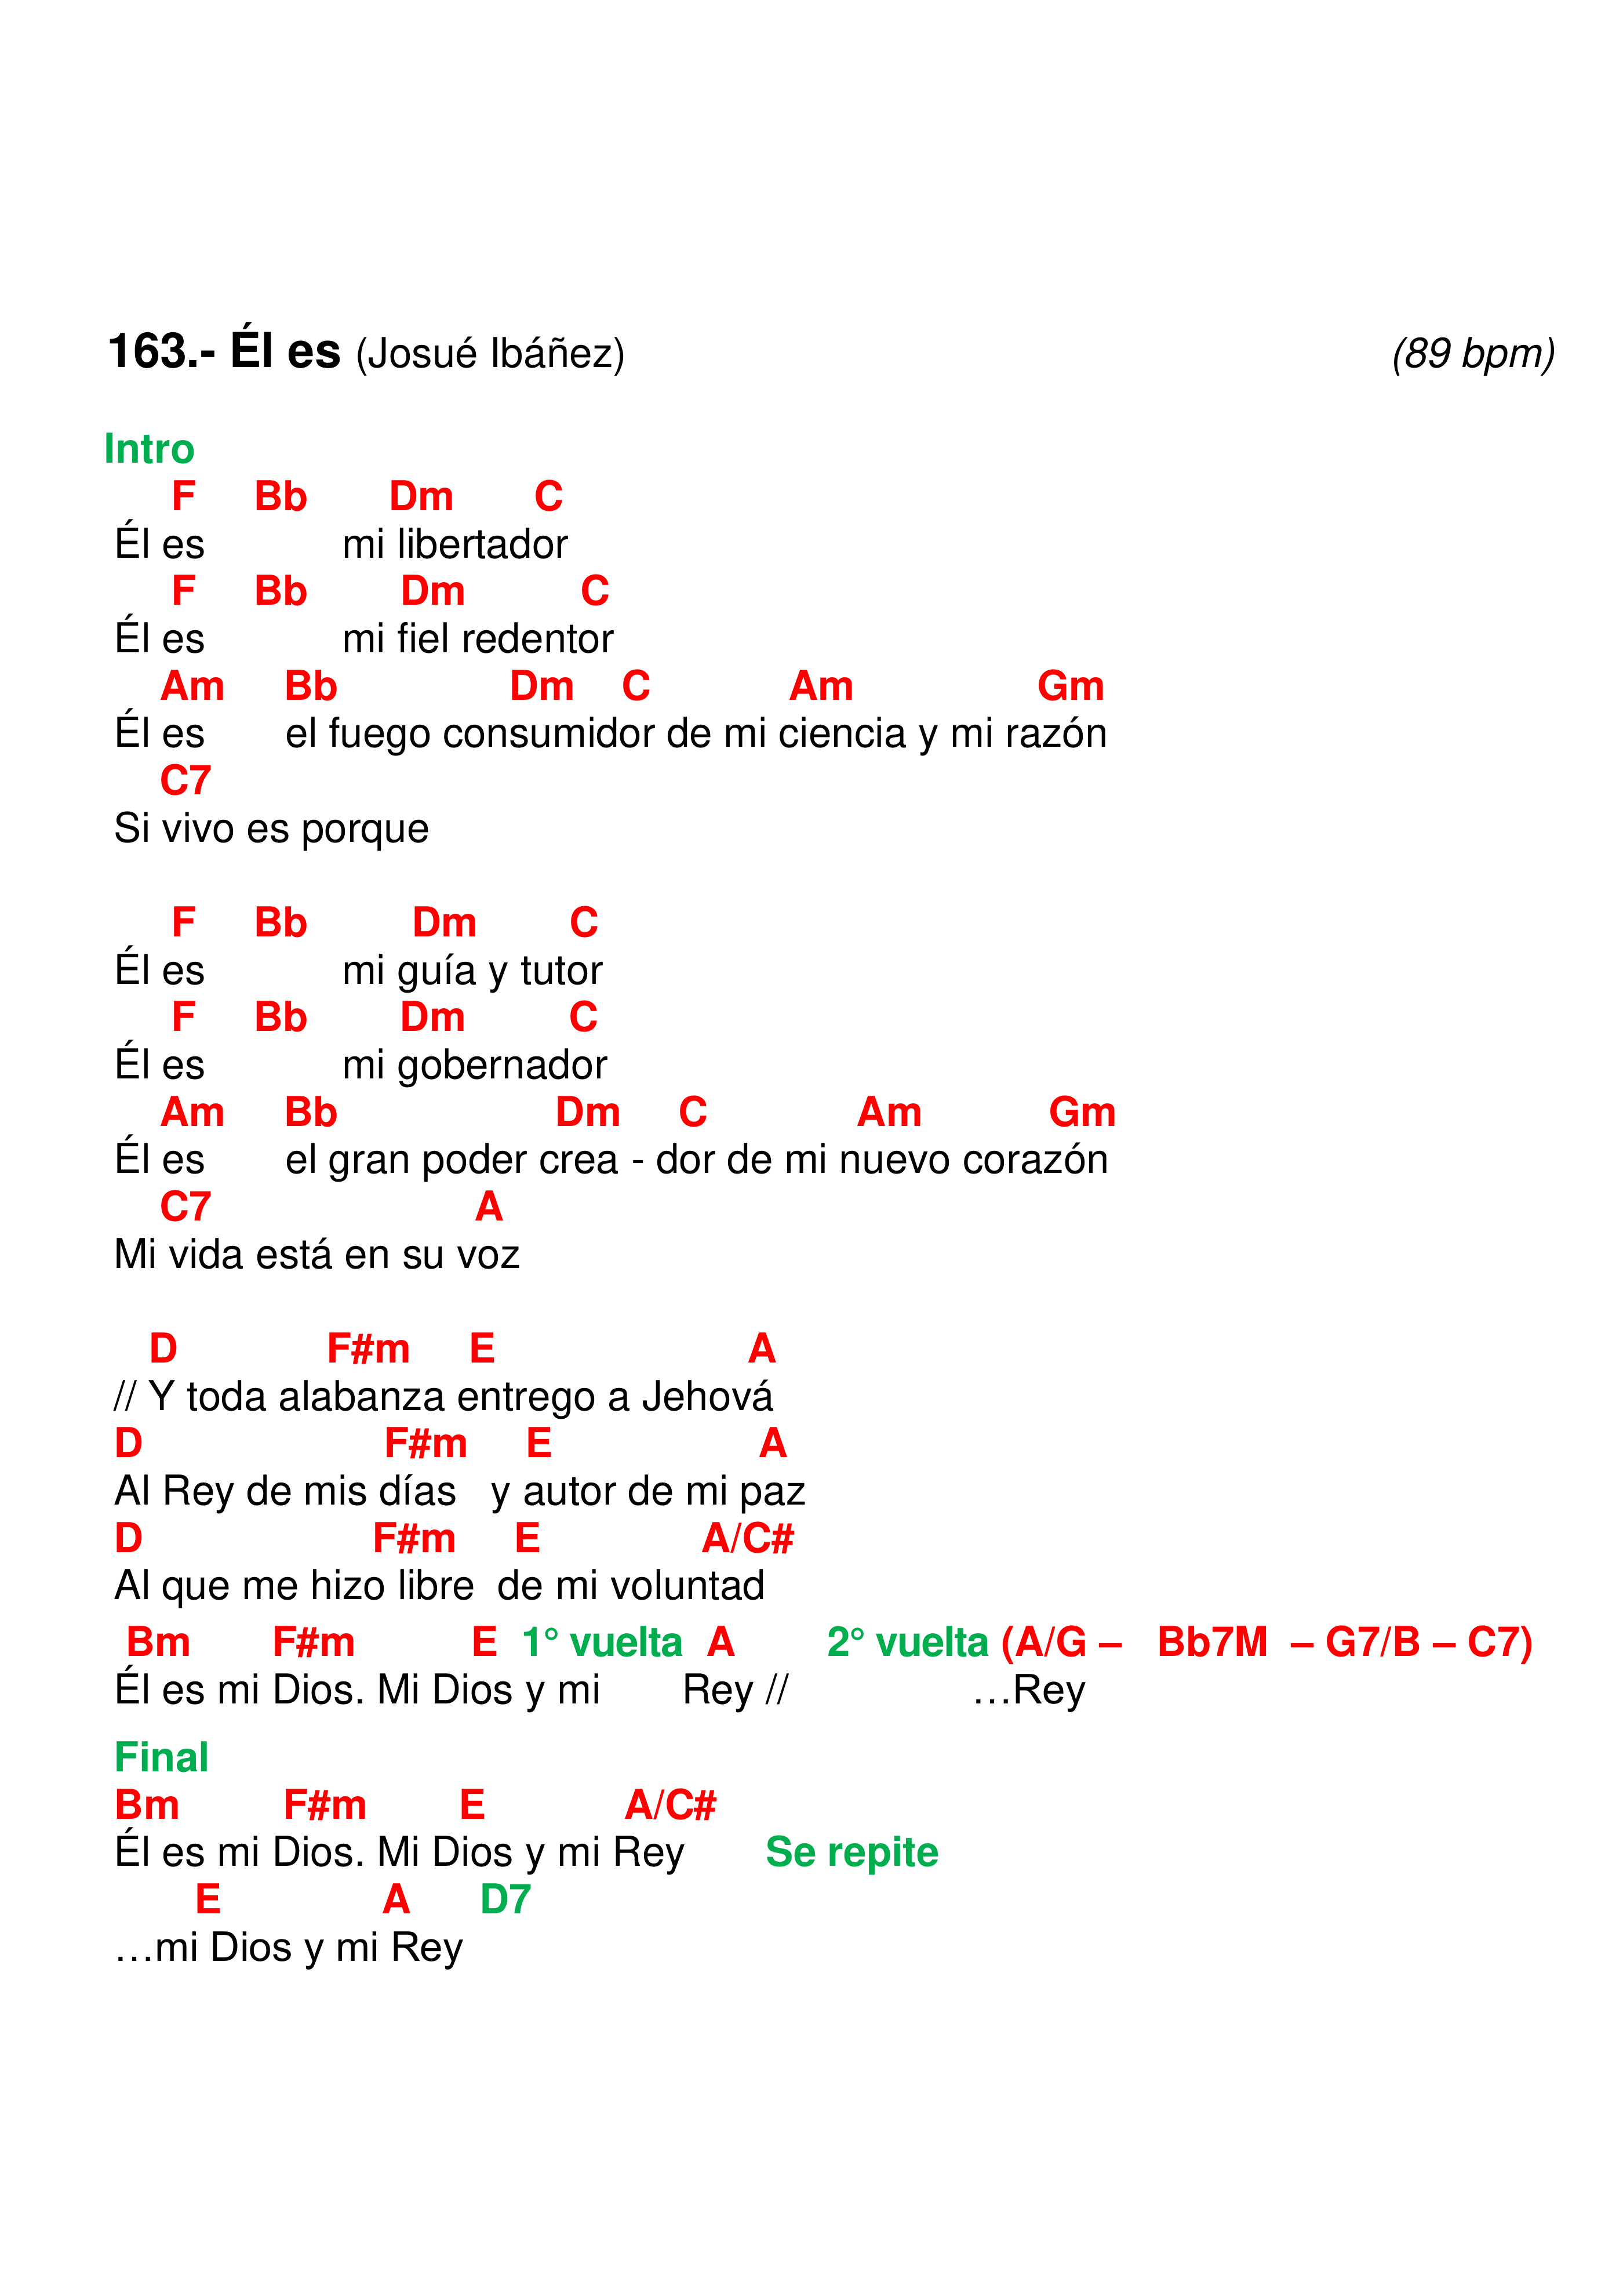 163.- Él es (Josué Ibáñez) (89 bpm)
Intro
F Bb Dm C
Él es mi libertador
F Bb Dm C
Él es mi fiel redentor
Am Bb Dm C Am Gm
Él es el fuego consumidor de mi ciencia y mi razón
C7
Si vivo es porque
F Bb Dm C
Él es mi guía y tutor
F Bb Dm C
Él es mi gobernador
Am Bb Dm C Am Gm
Él es el gran poder crea - dor de mi nuevo corazón
C7 A
Mi vida está en su voz
D F#m E A
// Y toda alabanza entrego a Jehová
D F#m E A
Al Rey de mis días y autor de mi paz
D F#m E A/C#
Al que me hizo libre de mi voluntad
Bm F#m E 1° vuelta A 2° vuelta (A/G – Bb7M – G7/B – C7)
Él es mi Dios. Mi Dios y mi Rey // …Rey
Final
Bm F#m E A/C#
Él es mi Dios. Mi Dios y mi Rey Se repite
E A D7
…mi Dios y mi Rey